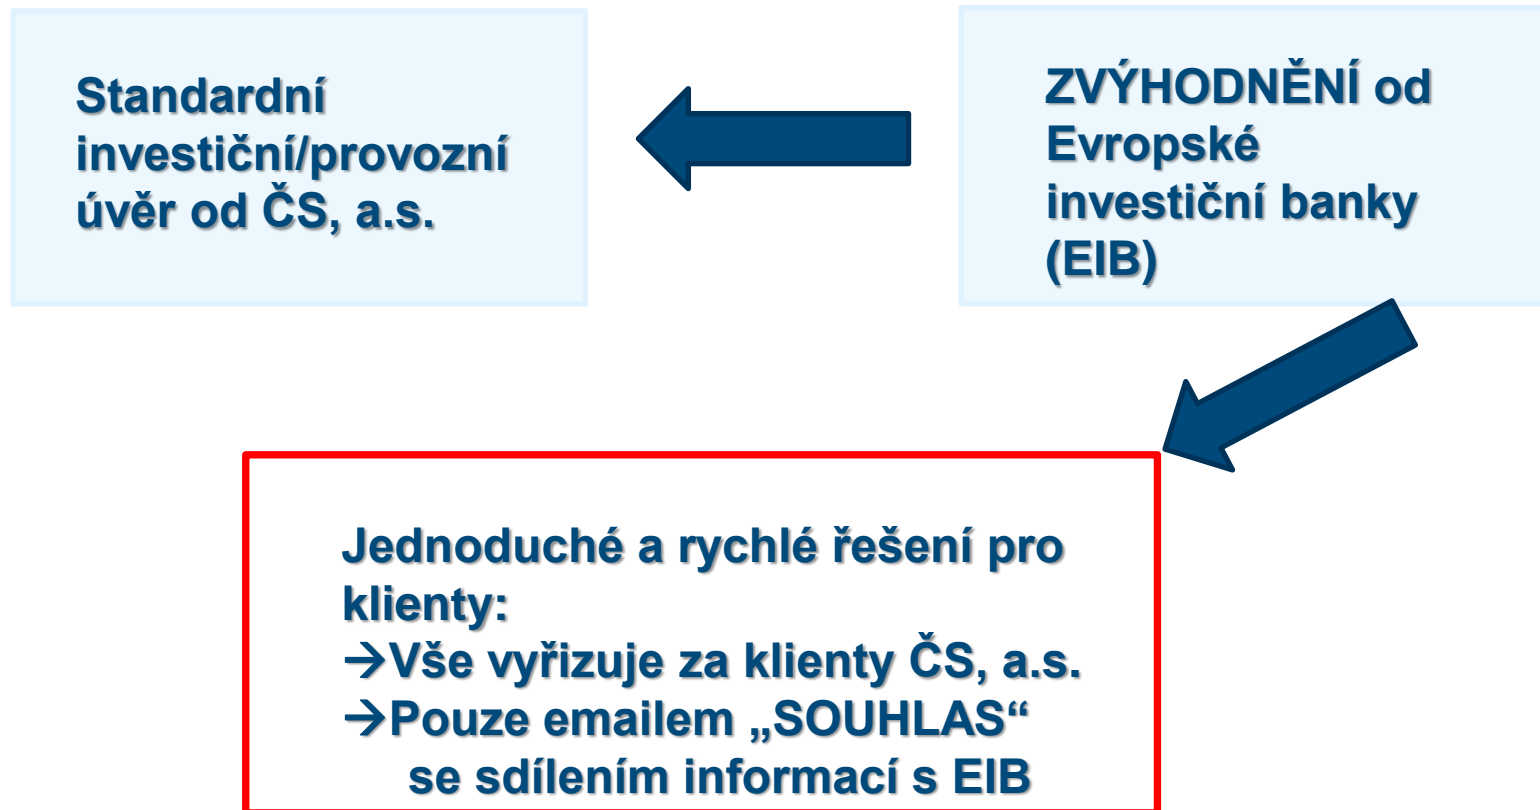 Standardní
investiční/provozní
úvěr od ČS, a.s.
ZVÝHODNĚNÍ od
Evropské
investiční banky
(EIB)
Jednoduché a rychlé řešení pro
klienty:
→Vše vyřizuje za klienty ČS, a.s.
→Pouze emailem „SOUHLAS“
se sdílením informací s EIB